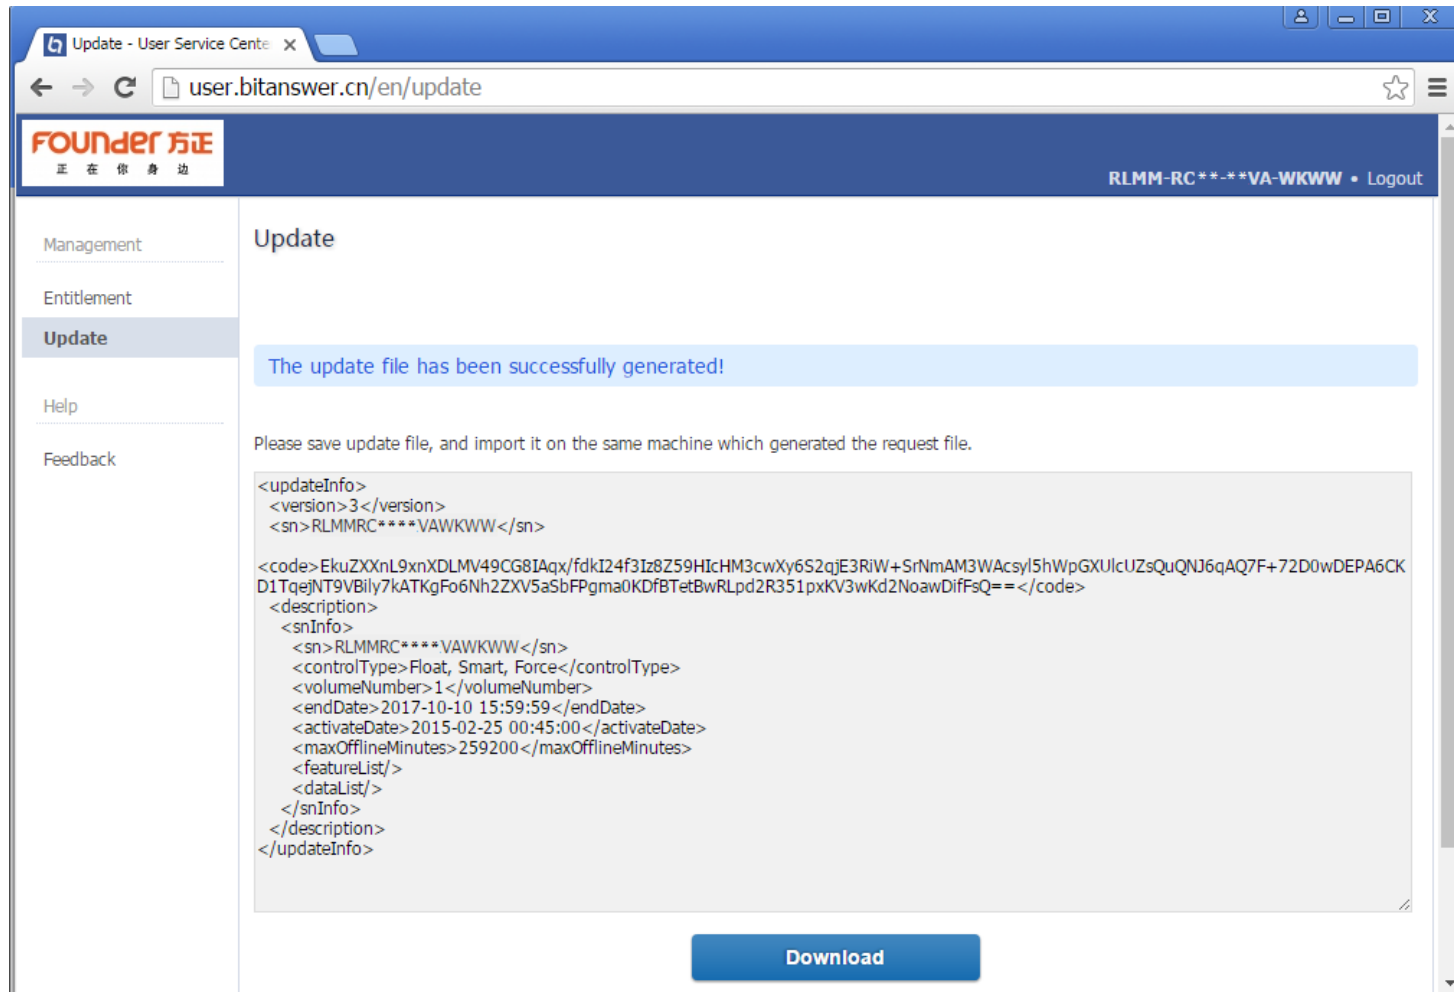 Update - User Service Cente
user.bitanswer.cn/en/update
FOUNDER 方正
正 在 你 身 边
RLMM-RC**-**VA-WKWW • Logout
Management
Entitlement
Update
Help
Feedback
Update
The update file has been successfully generated!
Please save update file, and import it on the same machine which generated the request file.
<updateInfo>
<version>3</version>
<sn>RLMMRC****VAWKWW</sn>
<code>EkuZXXnL9xnXDLMV49CG8IAqx/fdkI24f3Iz8Z59HIcHM3cwXy6S2qjE3RiW+SrNmAM3WAcsyl5hWpGXUlcUZsQuQNJ6qAQ7F+72D0wDEPA6CK
D1TqejNT9VBily7kATKgFo6Nh2ZXV5aSbFPgma0KDfBTetBwRLpd2R351pxKV3wKd2NoawDifFsQ==</code>
<description>
<snInfo>
<sn>RLMMRC****VAWKWW</sn>
<controlType>Float, Smart, Force</controlType>
<volumeNumber>1</volumeNumber>
<endDate>2017-10-10 15:59:59</endDate>
<activateDate>2015-02-25 00:45:00</activateDate>
<maxOfflineMinutes>259200</maxOfflineMinutes>
<featureList/>
<dataList/>
</snInfo>
</description>
</updateInfo>
Download